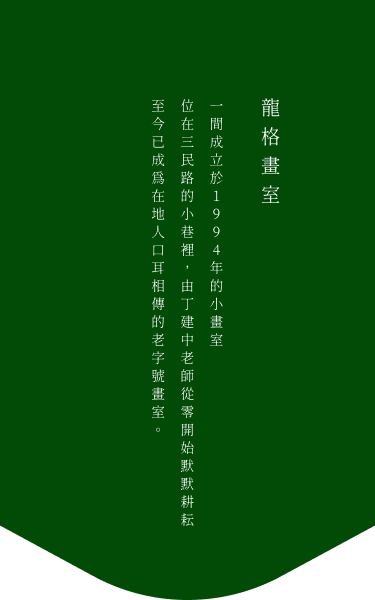 龍格畫室
一間成立於1994年的小畫室
位在三民路的小巷裡，由丁建中老師從零開始默默耕耘
至今已成為在地人口耳相傳的老字號畫室。